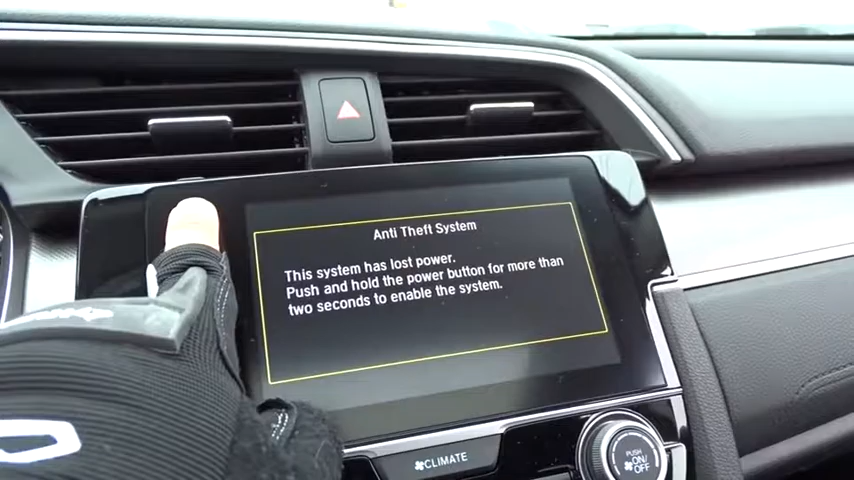 Anti Theft System
This system has lost power.
Push and hold the power button for more than
two seconds to enable the system.
CLIMATE
PUSH
ON/
OFF